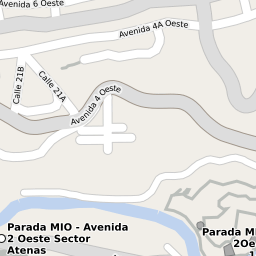 Avenida 6 Oeste
Avenida 4A Oeste
Calle 21B
Calle 21A
Avenida 4 Oeste
Parada MIO - Avenida
2 Oeste Sector
Atenas
Parada MI
2Oe
1